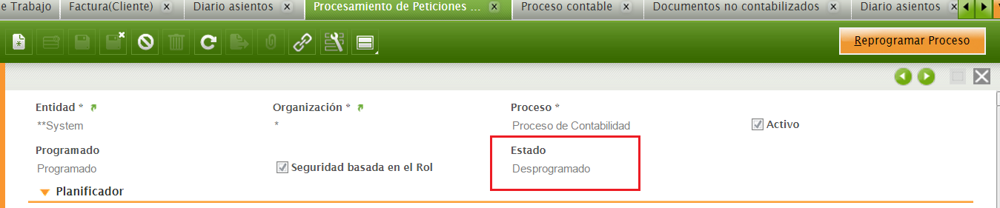 e Trabajo
Factura(Cliente)
Diario asientos
Procesamiento de Peticiones ...
Proceso contable
Documentos no contabilizados
Diario asientos
Reprogramar Proceso
Entidad * Organización * Proceso *
**System * Proceso de Contabilidad Activo
Programado Estado
Programado Seguridad basada en el Rol Desprogramado
Planificador